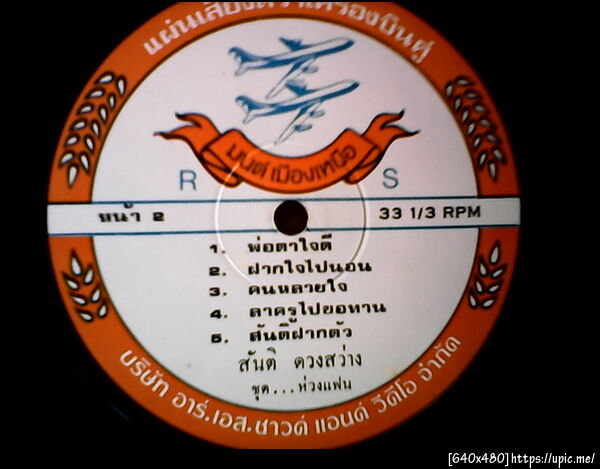 แผ่นเสียงตราเครื่องบินคู่
มนต์เมืองเหนือ
R S
หน้า 2
33 1/3 RPM
1. พ่อตาใจดี
2. ฝากใจไปนอน
3. คนหลายใจ
4. ลาครูไปยอทาน
5. สันติฝากตัว
สันติ ดวงสว่าง
ชุด...ห่วงแฟน
บริษัท อาร์.เอส.ซาวด์ แอนด์ วีดีโอ จำกัด
[640x480]https://upic.me/